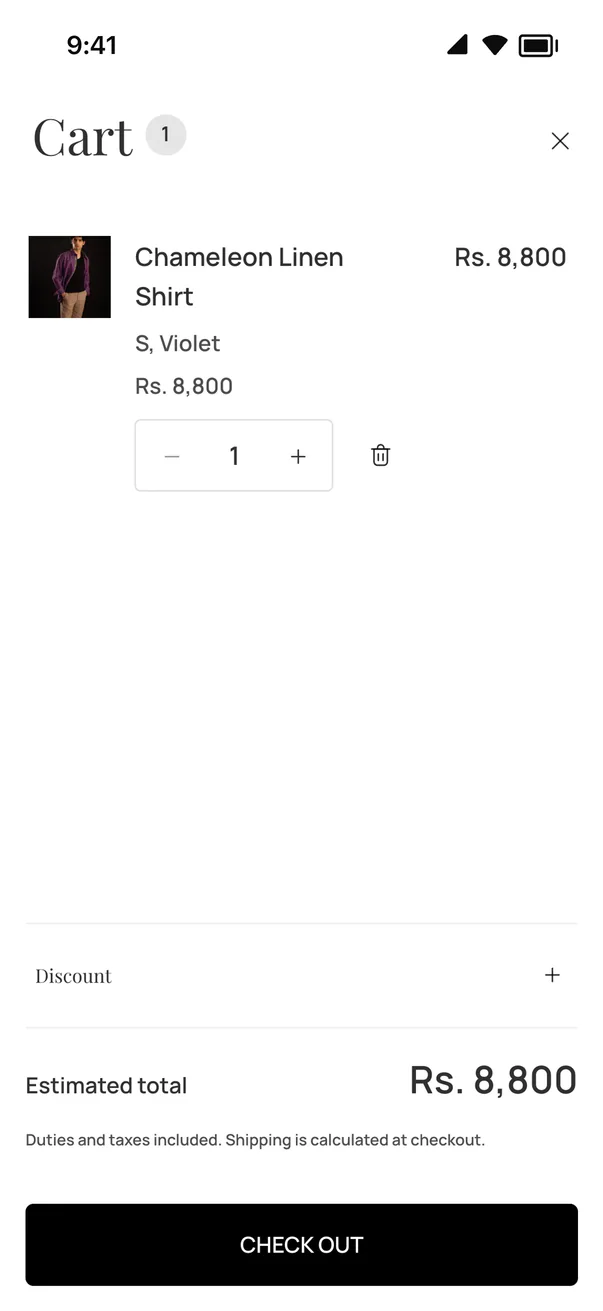 9:41
Cart 1
Chameleon Linen Rs. 8,800
Shirt
S, Violet
Rs. 8,800
1
Discount
Estimated total Rs. 8,800
Duties and taxes included. Shipping is calculated at checkout.
CHECK OUT